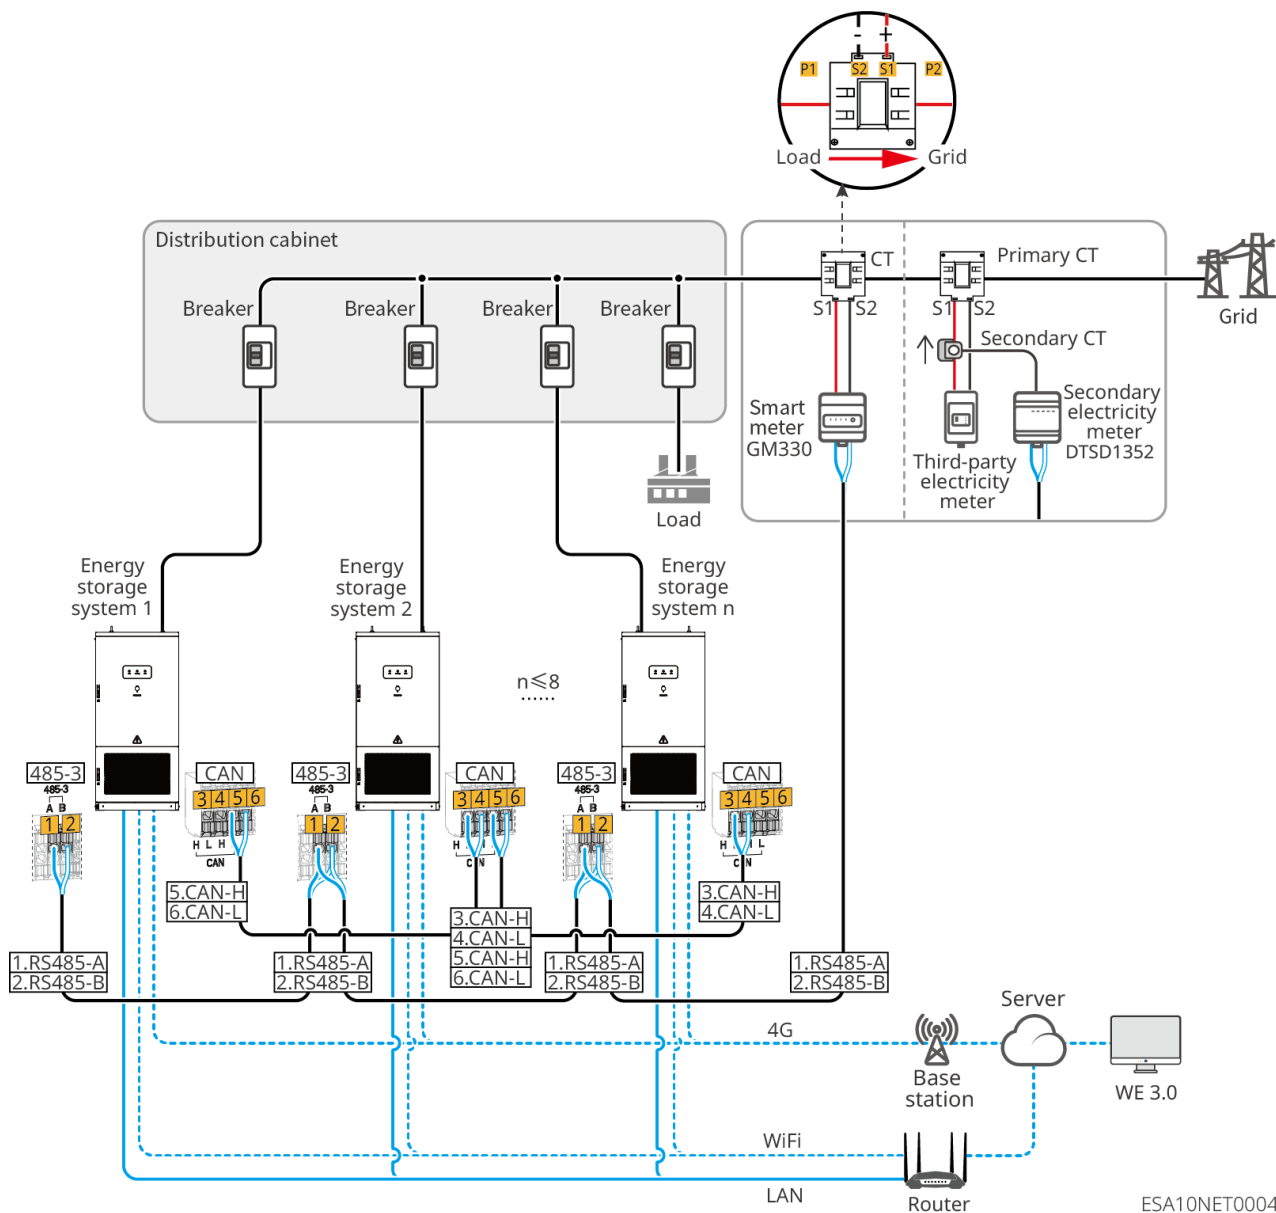 - +
P1 S2 S1 P2
Load Grid
Distribution cabinet
CT
Primary CT
Breaker Breaker Breaker Breaker
S1 S2
S1 S2
Grid
Secondary CT
Smart
meter
GM330
Secondary
electricity
meter
DTSD1352
Third-party
electricity
meter
Load
Energy
storage
system 1
Energy
storage
system 2
Energy
storage
system n
n≤8
......
485-3
485-3
A B
1 2
CAN
3 4 5 6
H L H
CAN
485-3
485-3
A B
1 2
CAN
3 4 5 6
H
485-3
485-3
A B
1 2
CAN
3 4 5 6
H L
5.CAN-H
6.CAN-L
3.CAN-H
4.CAN-L
5.CAN-H
6.CAN-L
3.CAN-H
4.CAN-L
1.RS485-A
2.RS485-B
1.RS485-A
2.RS485-B
1.RS485-A
2.RS485-B
1.RS485-A
2.RS485-B
Server
4G
Base
station
WE 3.0
WiFi
LAN
Router
ESA10NET0004